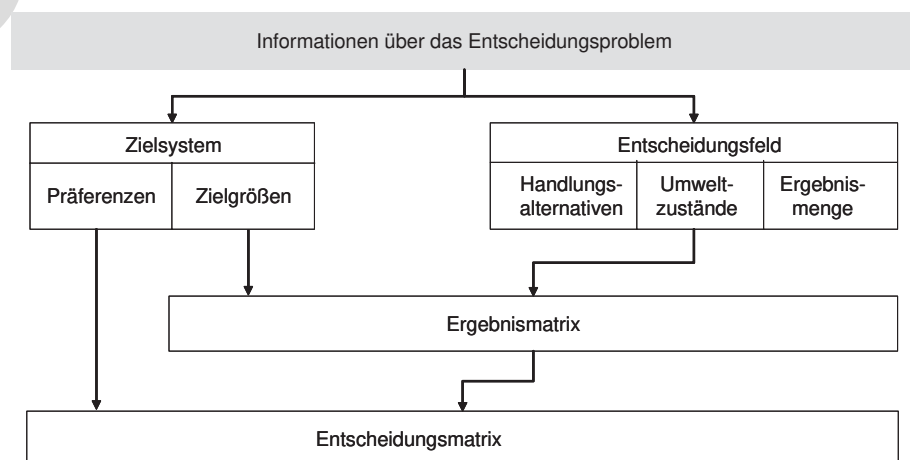 Informationen über das Entscheidungsproblem
Zielsystem
Präferenzen
Zielgrößen
Entscheidungsfeld
Handlungs-
alternativen
Umwelt-
zustände
Ergebnis-
menge
Ergebnismatrix
Entscheidungsmatrix